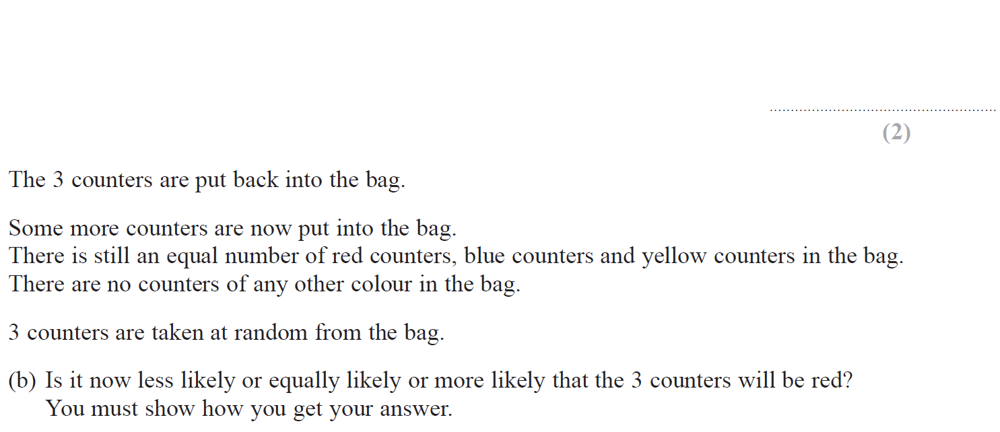 ....................................................
(2)
The 3 counters are put back into the bag.
Some more counters are now put into the bag.
There is still an equal number of red counters, blue counters and yellow counters in the bag.
There are no counters of any other colour in the bag.
3 counters are taken at random from the bag.
(b) Is it now less likely or equally likely or more likely that the 3 counters will be red?
You must show how you get your answer.